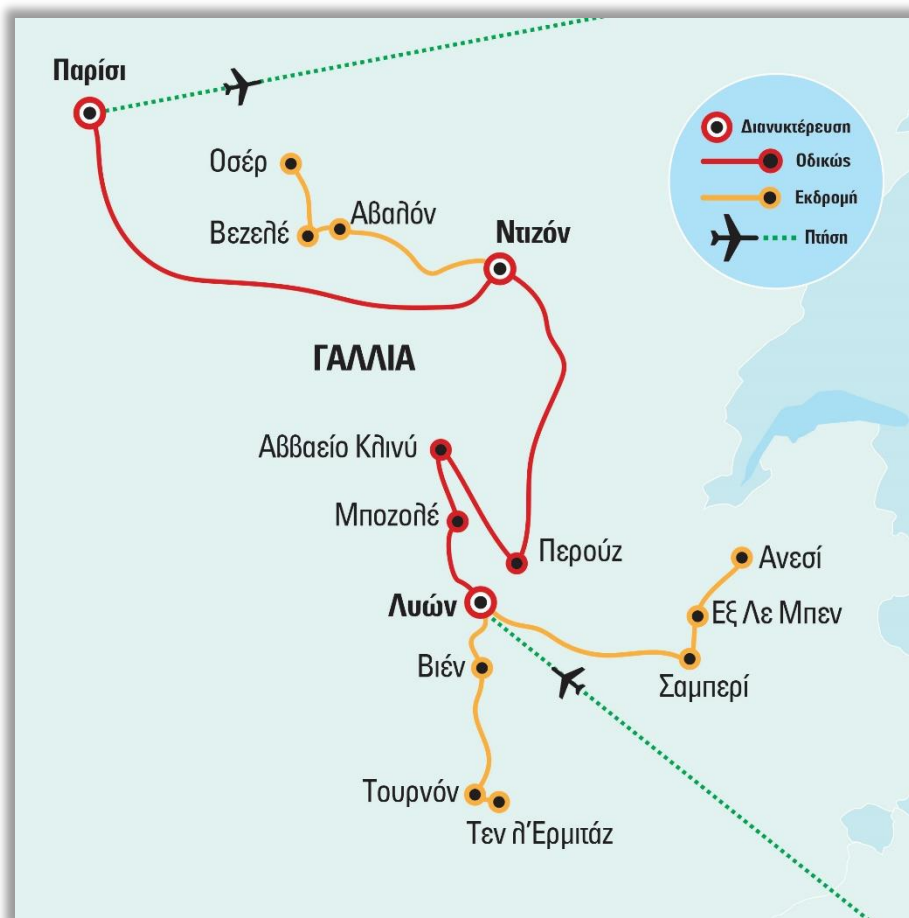 Παρίσι
Διανυκτέρευση
Οδικώς
Εκδρομή
Πτήση
Οσέρ
Αβαλόν
Βεζελέ
Ντιζόν
ΓΑΛΛΙΑ
Αββαείο Κλινύ
Μποζολέ
Περούζ
Ανεσί
Λυών
Εξ Λε Μπεν
Βιέν
Σαμπερί
Τουρνόν
Τεν λ'Ερμιτάζ